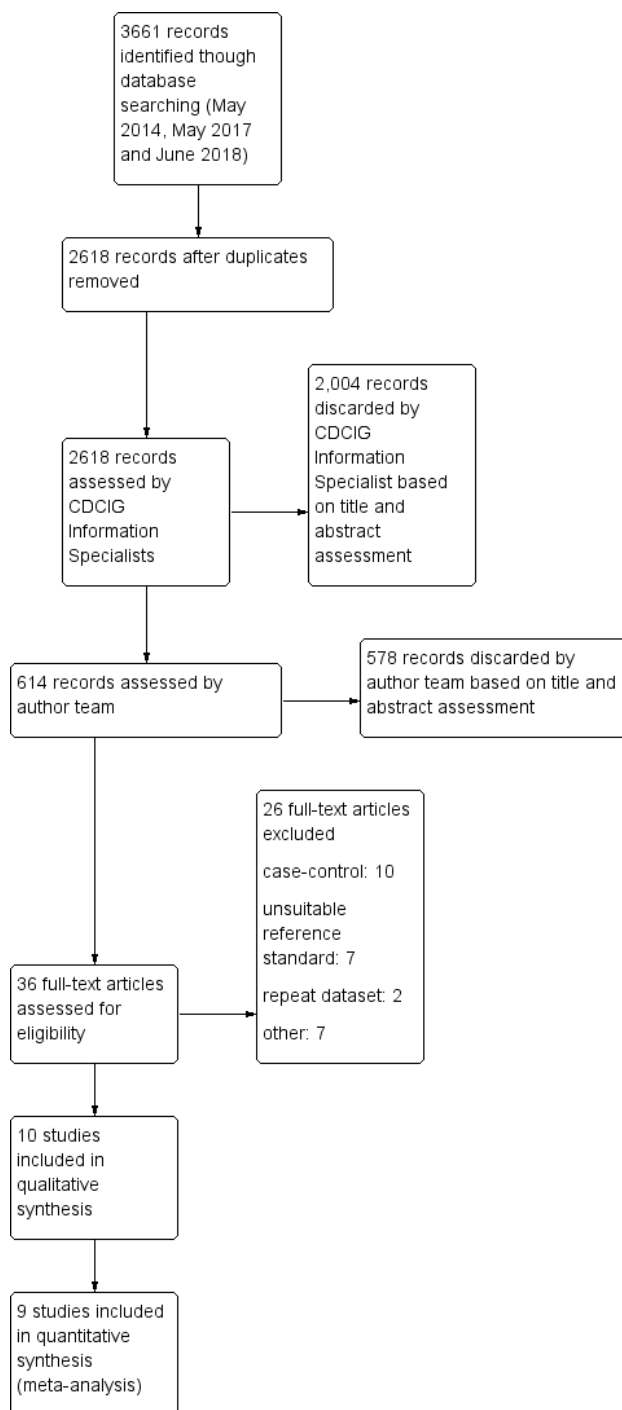 3661 records
identified though
database
searching (May
2014, May 2017
and June 2018)
2618 records after duplicates
removed
2618 records
assessed by
CDCIG
Information
Specialists
2,004 records
discarded by
CDCIG
Information
Specialist based
on title and
abstract
assessment
614 records assessed by
author team
578 records discarded by
author team based on title and
abstract assessment
26 full-text articles
excluded
case-control: 10
unsuitable
reference
standard: 7
repeat dataset: 2
other: 7
36 full-text articles
assessed for
eligibility
10 studies
included in
qualitative
synthesis
9 studies included
in quantitative
synthesis
(meta-analysis)